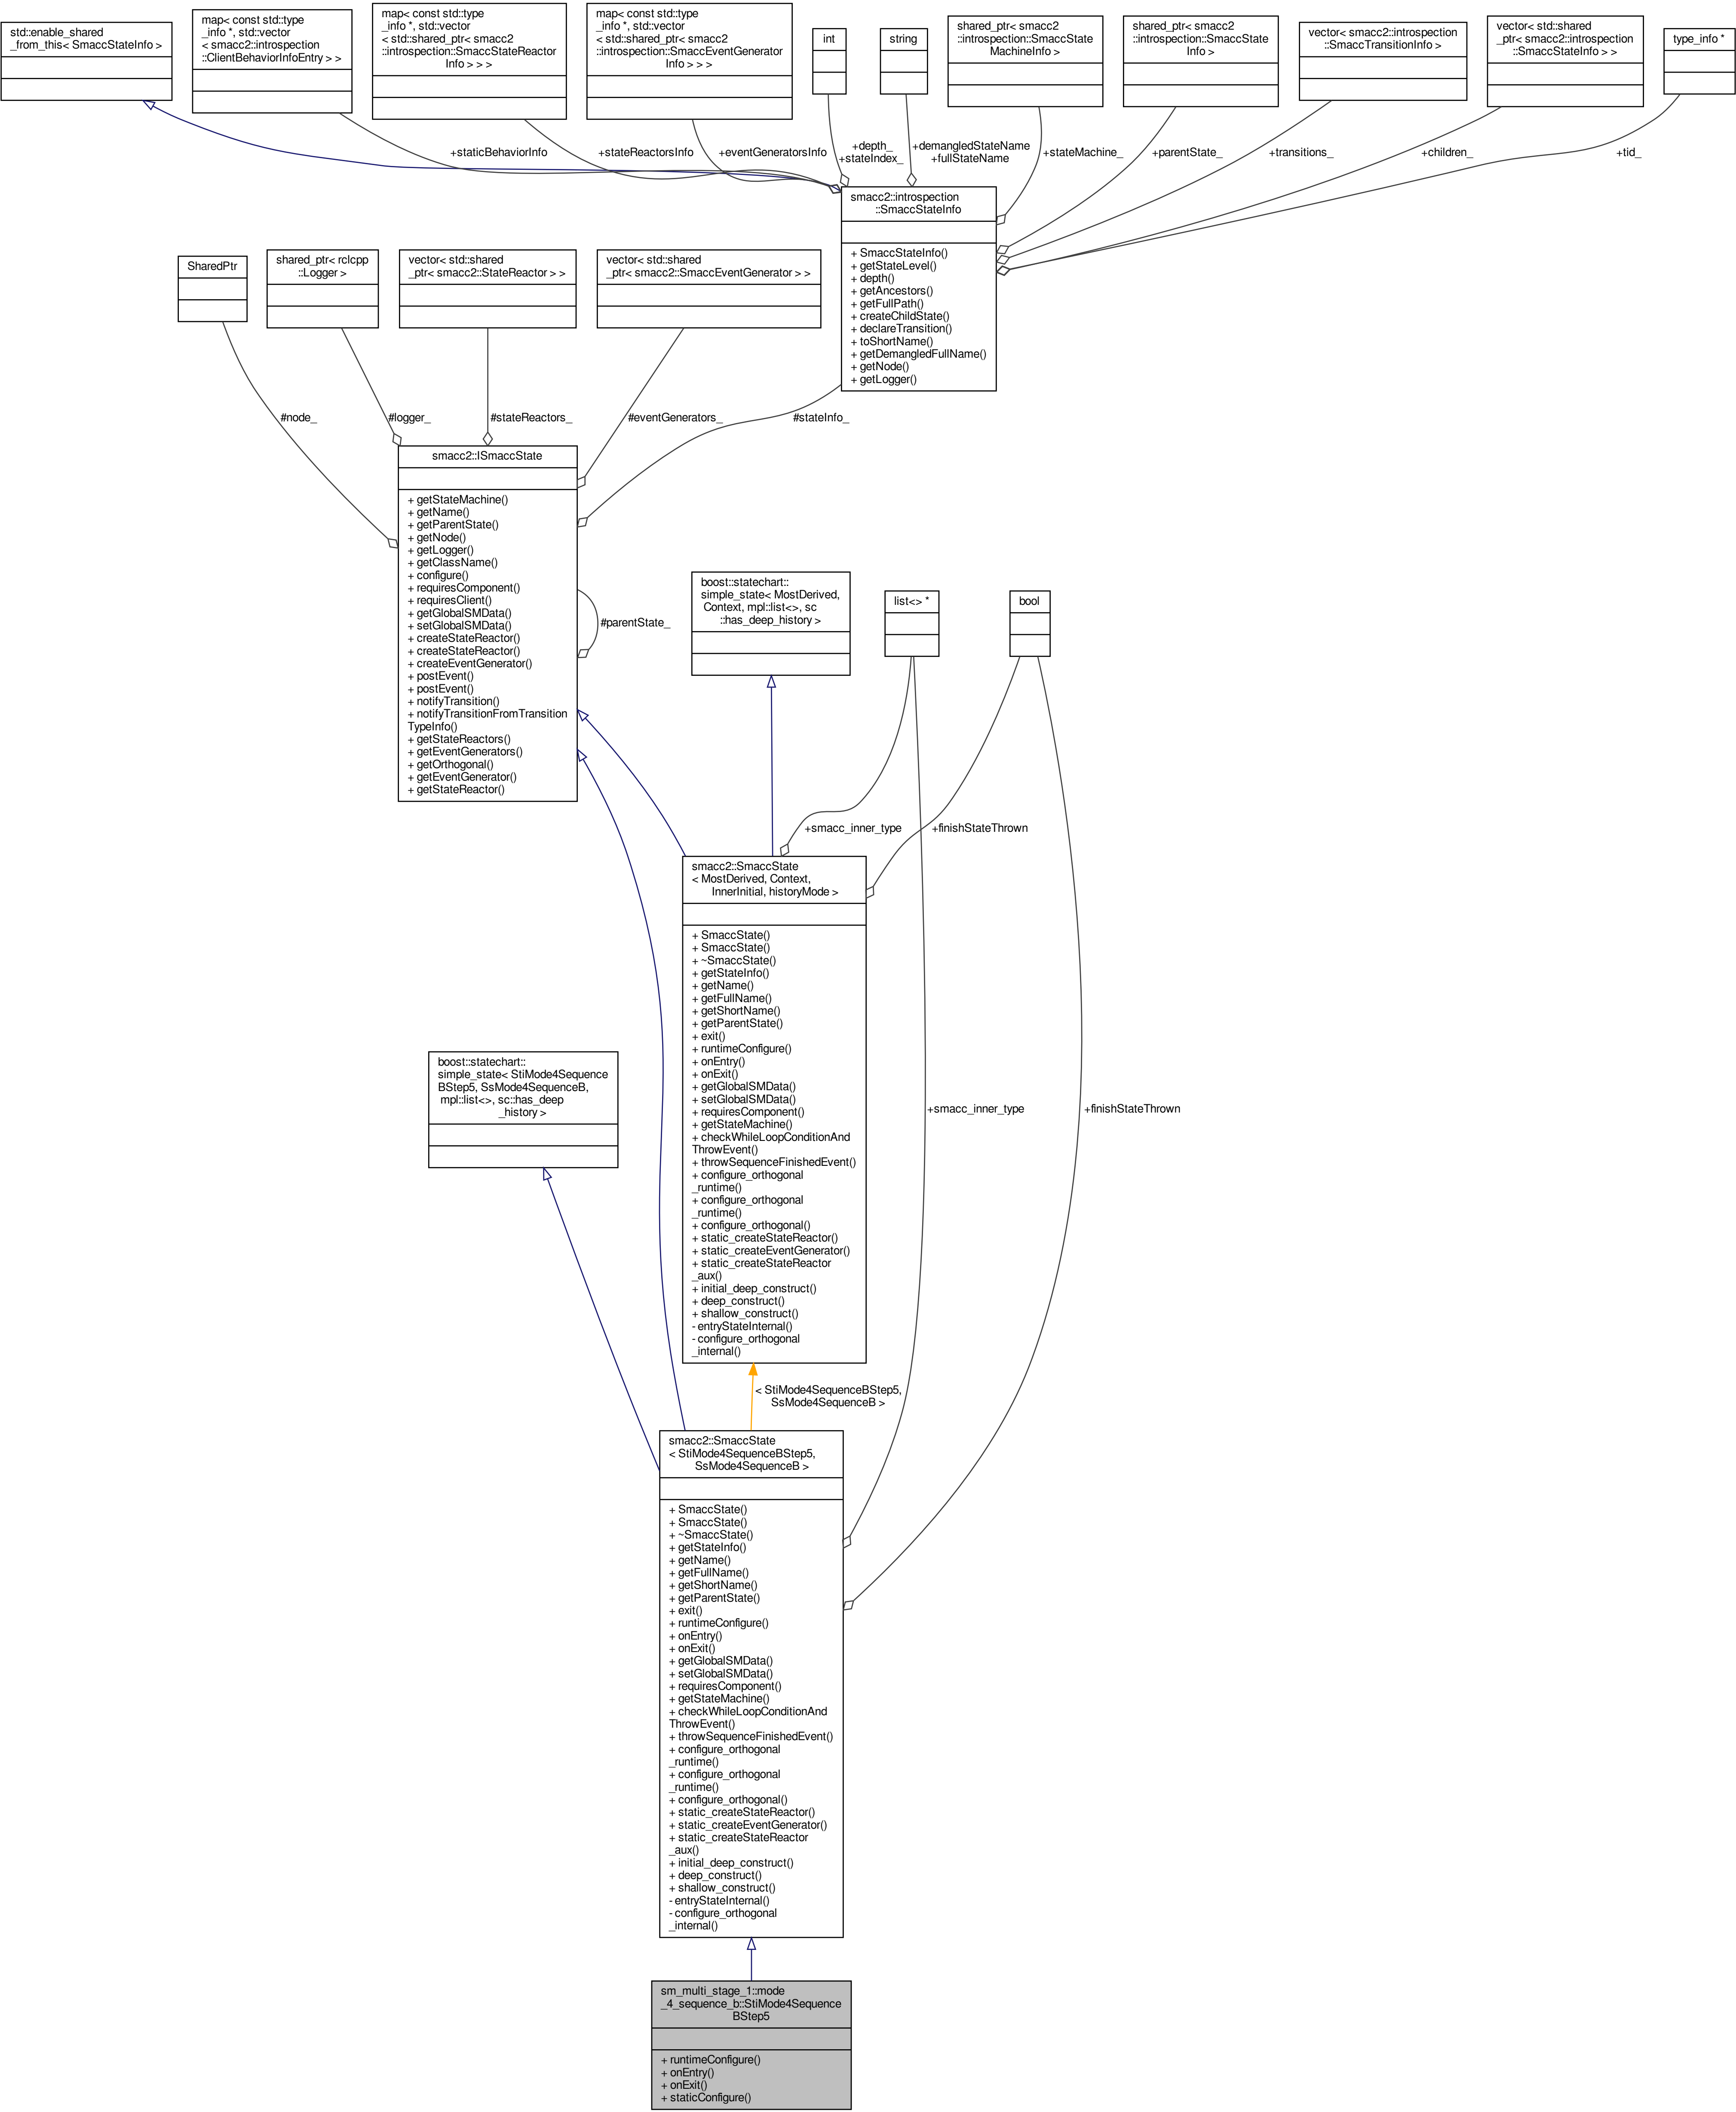 std::enable_shared
_from_this< SmaccStateInfo >
map< const std::type
_info *, std::vector
< smacc2::introspection
::ClientBehaviorInfoEntry > >
map< const std::type
_info *, std::vector
< std::shared_ptr< smacc2
::introspection::SmaccStateReactor
Info > > >
map< const std::type
_info *, std::vector
< std::shared_ptr< smacc2
::introspection::SmaccEventGenerator
Info > > >
int
string
shared_ptr< smacc2
::introspection::SmaccState
MachineInfo >
shared_ptr< smacc2
::introspection::SmaccState
Info >
vector< smacc2::introspection
::SmaccTransitionInfo >
vector< std::shared
_ptr< smacc2::introspection
::SmaccStateInfo > >
type_info *
+staticBehaviorInfo
+stateReactorsInfo
+eventGeneratorsInfo
+depth_
+stateIndex_
+demangledStateName
+fullStateName
+stateMachine_
+parentState_
+transitions_
+children_
+tid_
smacc2::introspection
::SmaccStateInfo
+ SmaccStateInfo()
+ getStateLevel()
+ depth()
+ getAncestors()
+ getFullPath()
+ createChildState()
+ declareTransition()
+ toShortName()
+ getDemangledFullName()
+ getNode()
+ getLogger()
SharedPtr
shared_ptr< rclcpp
::Logger >
vector< std::shared
_ptr< smacc2::StateReactor > >
vector< std::shared
_ptr< smacc2::SmaccEventGenerator > >
#node_
#logger_
#stateReactors_
#eventGenerators_
#stateInfo_
smacc2::ISmaccState
+ getStateMachine()
+ getName()
+ getParentState()
+ getNode()
+ getLogger()
+ getClassName()
+ configure()
+ requiresComponent()
+ requiresClient()
+ getGlobalSMData()
+ setGlobalSMData()
+ createStateReactor()
+ createStateReactor()
+ createEventGenerator()
+ postEvent()
+ postEvent()
+ notifyTransition()
+ notifyTransitionFromTransition
TypeInfo()
+ getStateReactors()
+ getEventGenerators()
+ getOrthogonal()
+ getEventGenerator()
+ getStateReactor()
#parentState_
boost::statechart::
simple_state< MostDerived,
Context, mpl::list<>, sc
::has_deep_history >
list<> *
bool
+smacc_inner_type
+finishStateThrown
smacc2::SmaccState
< MostDerived, Context,
InnerInitial, historyMode >
+ SmaccState()
+ SmaccState()
+ ~SmaccState()
+ getStateInfo()
+ getName()
+ getFullName()
+ getShortName()
+ getParentState()
+ exit()
+ runtimeConfigure()
+ onEntry()
+ onExit()
+ getGlobalSMData()
+ setGlobalSMData()
+ requiresComponent()
+ getStateMachine()
+ checkWhileLoopConditionAnd
ThrowEvent()
+ throwSequenceFinishedEvent()
+ configure_orthogonal
_runtime()
+ configure_orthogonal
_runtime()
+ configure_orthogonal()
+ static_createStateReactor()
+ static_createEventGenerator()
+ static_createStateReactor
_aux()
+ initial_deep_construct()
+ deep_construct()
+ shallow_construct()
- entryStateInternal()
- configure_orthogonal
_internal()
boost::statechart::
simple_state< StiMode4Sequence
BStep5, SsMode4SequenceB,
mpl::list<>, sc::has_deep
_history >
+smacc_inner_type
+finishStateThrown
< StiMode4SequenceBStep5,
SsMode4SequenceB >
smacc2::SmaccState
< StiMode4SequenceBStep5,
SsMode4SequenceB >
+ SmaccState()
+ SmaccState()
+ ~SmaccState()
+ getStateInfo()
+ getName()
+ getFullName()
+ getShortName()
+ getParentState()
+ exit()
+ runtimeConfigure()
+ onEntry()
+ onExit()
+ getGlobalSMData()
+ setGlobalSMData()
+ requiresComponent()
+ getStateMachine()
+ checkWhileLoopConditionAnd
ThrowEvent()
+ throwSequenceFinishedEvent()
+ configure_orthogonal
_runtime()
+ configure_orthogonal
_runtime()
+ configure_orthogonal()
+ static_createStateReactor()
+ static_createEventGenerator()
+ static_createStateReactor
_aux()
+ initial_deep_construct()
+ deep_construct()
+ shallow_construct()
- entryStateInternal()
- configure_orthogonal
_internal()
sm_multi_stage_1::mode
_4_sequence_b::StiMode4Sequence
BStep5
+ runtimeConfigure()
+ onEntry()
+ onExit()
+ staticConfigure()